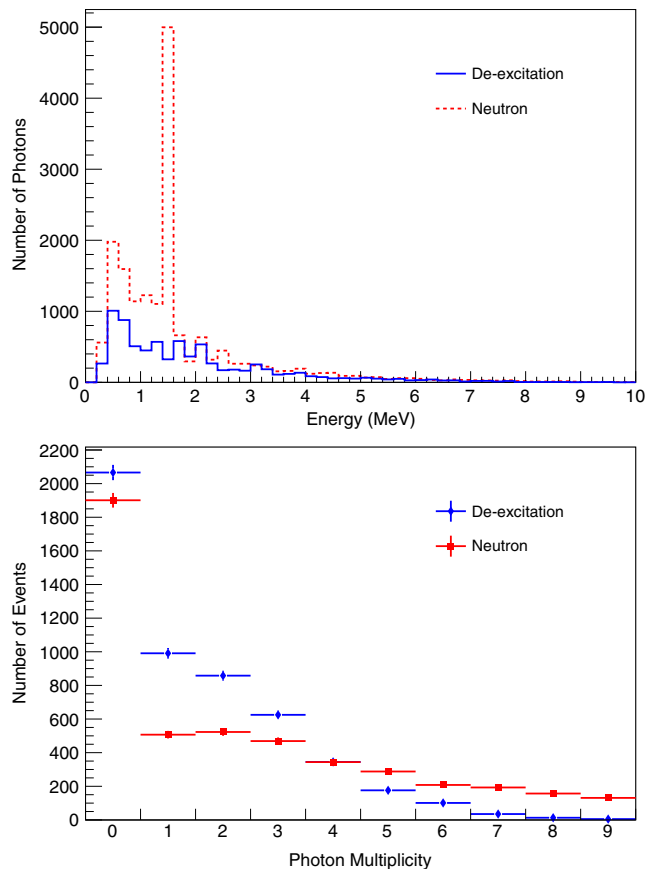 5000
4000
3000
2000
1000
0
Number of Photons
De-excitation
Neutron
0 1 2 3 4 5 6 7 8 9 10
Energy (MeV)
2200
2000
1800
1600
1400
1200
1000
800
600
400
200
0
Number of Events
De-excitation
Neutron
0 1 2 3 4 5 6 7 8 9
Photon Multiplicity